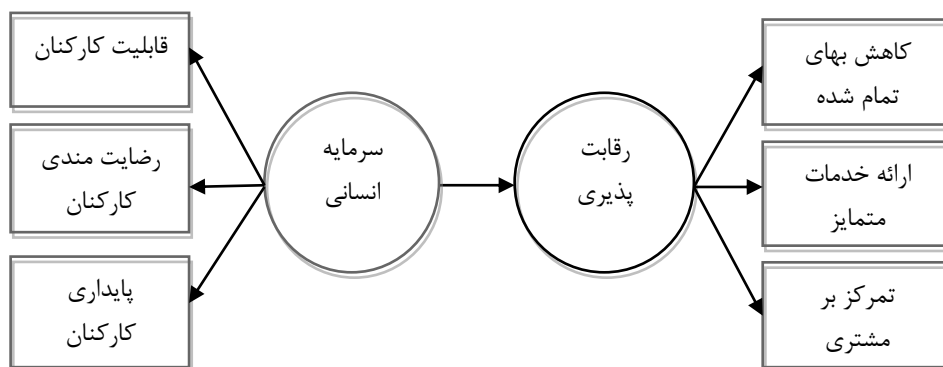 قابلیت کارکنان
رضایت مندی
کارکنان
پایداری
کارکنان
سرمایه
انسانی
رقابت
پذیری
کاهش بهای
تمام شده
ارائه خدمات
متمایز
تمرکز بر
مشتری